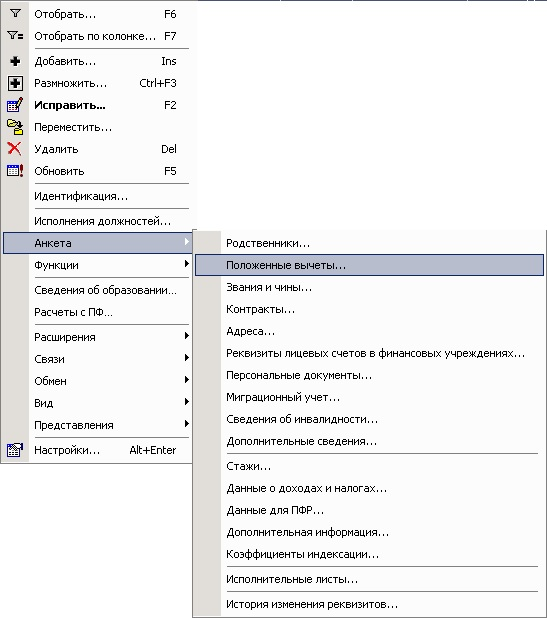 Отобрать... F6
Отобрать по колонке... F7
Добавить... Ins
Размножить... Ctrl+F3
Исправить... F2
Переместить...
Удалить Del
Обновить F5
Идентификация...
Исполнения должностей...
Анкета
Функции
Сведения об образовании...
Расчеты с ПФ...
Расширения
Связи
Обмен
Вид
Представления
Настройки... Alt+Enter
Родственники...
Положенные вычеты...
Звания и чины...
Контракты...
Адреса...
Реквизиты лицевых счетов в финансовых учреждениях...
Персональные документы...
Миграционный учет...
Сведения об инвалидности...
Дополнительные сведения...
Стажи...
Данные о доходах и налогах...
Данные для ПФР...
Дополнительная информация...
Коэффициенты индексации...
Исполнительные листы...
История изменения реквизитов...